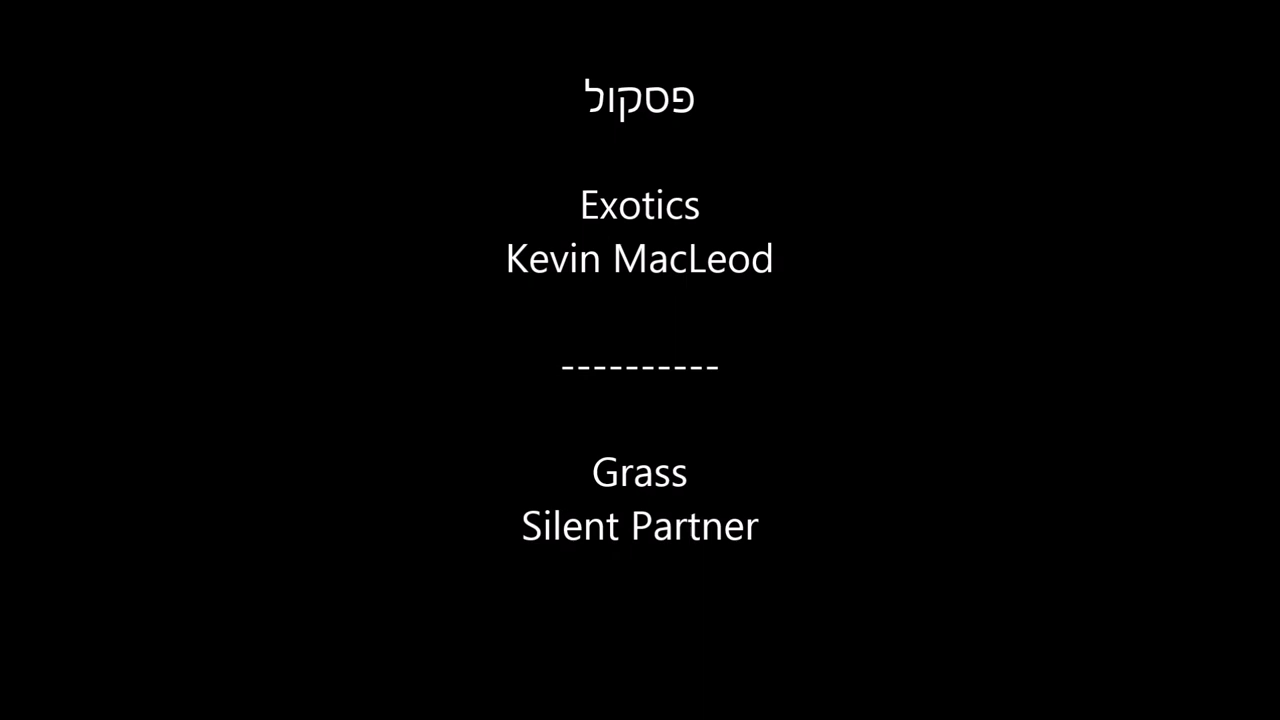 פסקול
Exotics
Kevin MacLeod
----------
Grass
Silent Partner